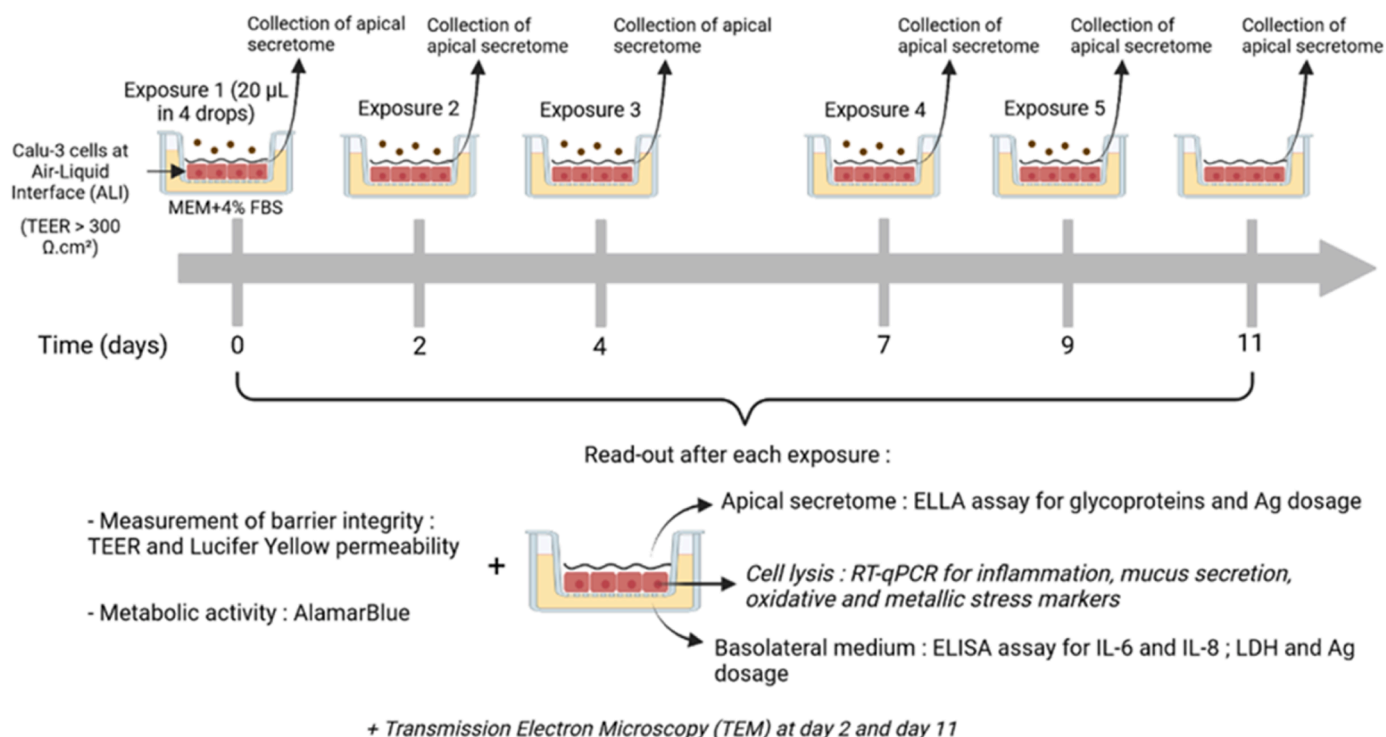 Collection of apical
secretome
Collection of
apical secretome
Collection of apical
secretome
Collection of
apical secretome
Collection of
apical secretome
Collection of
apical secretome
Exposure 1 (20 µL
in 4 drops)
Exposure 2
Exposure 3
Exposure 4
Exposure 5
Calu-3 cells at
Air-Liquid
Interface (ALI)
(TEER > 300
Ω.cm²)
MEM+4% FBS
Time (days)
0
2
4
7
9
11
Read-out after each exposure :
- Measurement of barrier integrity :
TEER and Lucifer Yellow permeability
- Metabolic activity : AlamarBlue
+
Apical secretome : ELLA assay for glycoproteins and Ag dosage
Cell lysis : RT-qPCR for inflammation, mucus secretion,
oxidative and metallic stress markers
Basolateral medium : ELISA assay for IL-6 and IL-8 ; LDH and Ag
dosage
+ Transmission Electron Microscopy (TEM) at day 2 and day 11